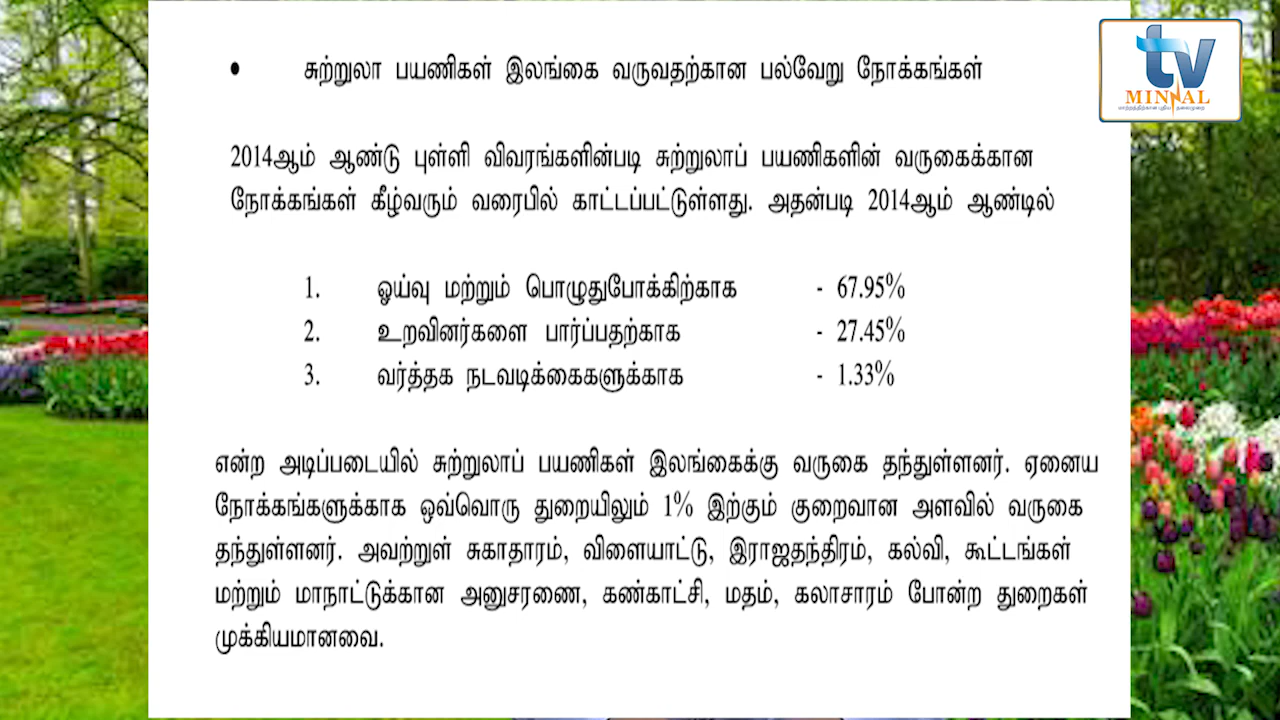 • சுற்றுலா பயணிகள் இலங்கை வருவதற்கான பல்வேறு நோக்கங்கள்
tv
MINNAL
மாற்றத்திற்கான புதிய தலைமுறை
2014ஆம் ஆண்டு புள்ளி விவரங்களின்படி சுற்றுலாப் பயணிகளின் வருகைக்கான
நோக்கங்கள் கீழ்வரும் வரைபில் காட்டப்பட்டுள்ளது. அதன்படி 2014ஆம் ஆண்டில்
1. ஓய்வு மற்றும் பொழுதுபோக்கிற்காக - 67.95%
2. உறவினர்களை பார்ப்பதற்காக - 27.45%
3. வர்த்தக நடவடிக்கைகளுக்காக - 1.33%
என்ற அடிப்படையில் சுற்றுலாப் பயணிகள் இலங்கைக்கு வருகை தந்துள்ளனர். ஏனைய
நோக்கங்களுக்காக ஒவ்வொரு துறையிலும் 1% இற்கும் குறைவான அளவில் வருகை
தந்துள்ளனர். அவற்றுள் சுகாதாரம், விளையாட்டு, இராஜதந்திரம், கல்வி, கூட்டங்கள்
மற்றும் மாநாட்டுக்கான அனுசரணை, கண்காட்சி, மதம், கலாசாரம் போன்ற துறைகள்
முக்கியமானவை.